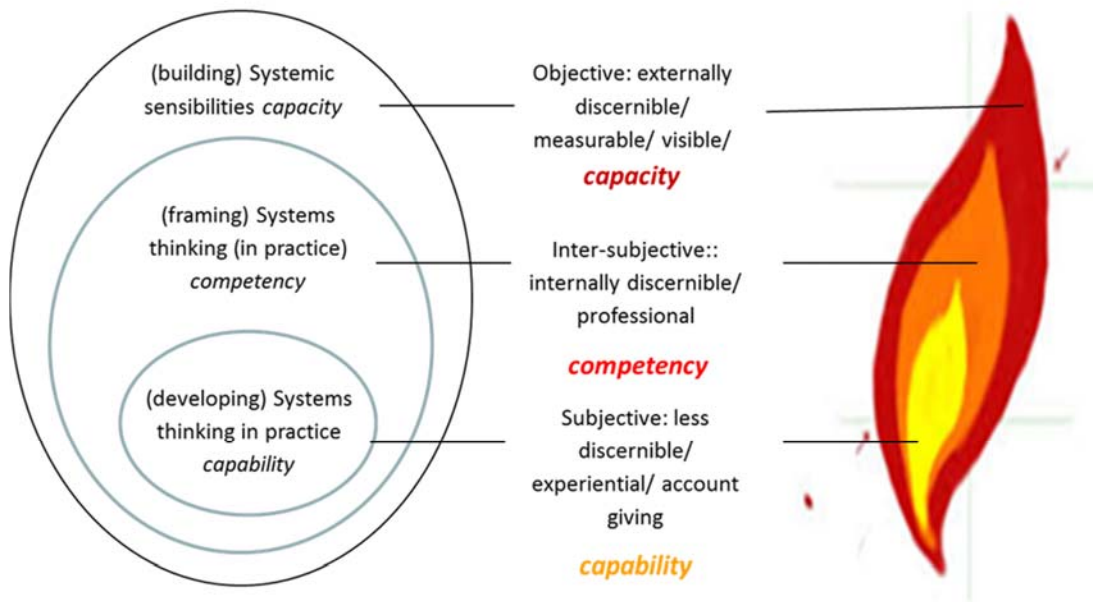 (building) Systemic
sensibilities capacity
(framing) Systems
thinking (in practice)
competency
(developing) Systems
thinking in practice
capability
Objective: externally
discernible/
measurable/ visible/
capacity
Inter-subjective::
internally discernible/
professional
competency
Subjective: less
discernible/
experiential/ account
giving
capability